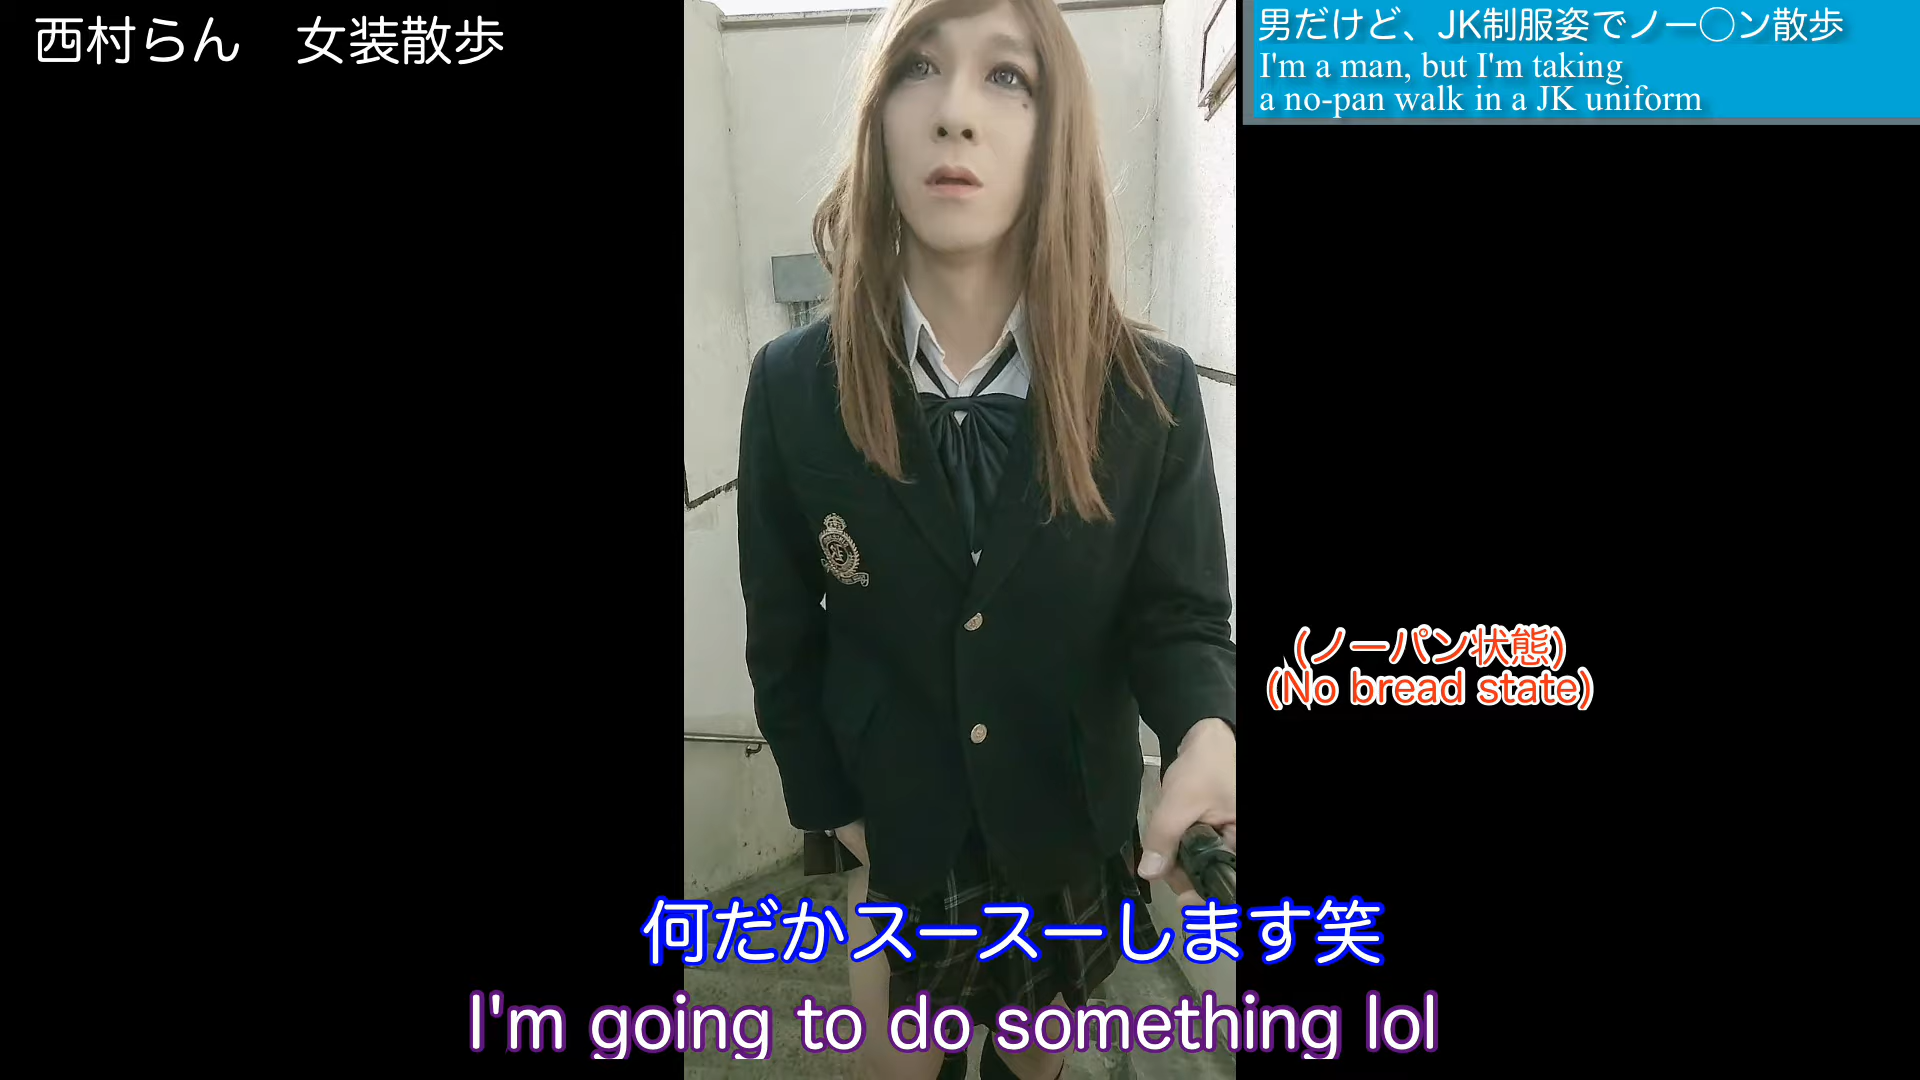 西村らん　女装散歩
男だけど、JK制服姿でノー◯ン散歩
I'm a man, but I'm taking
a no-pan walk in a JK uniform
(ノーパン状態)
(No bread state)
何だかスースーします笑
I'm going to do something lol